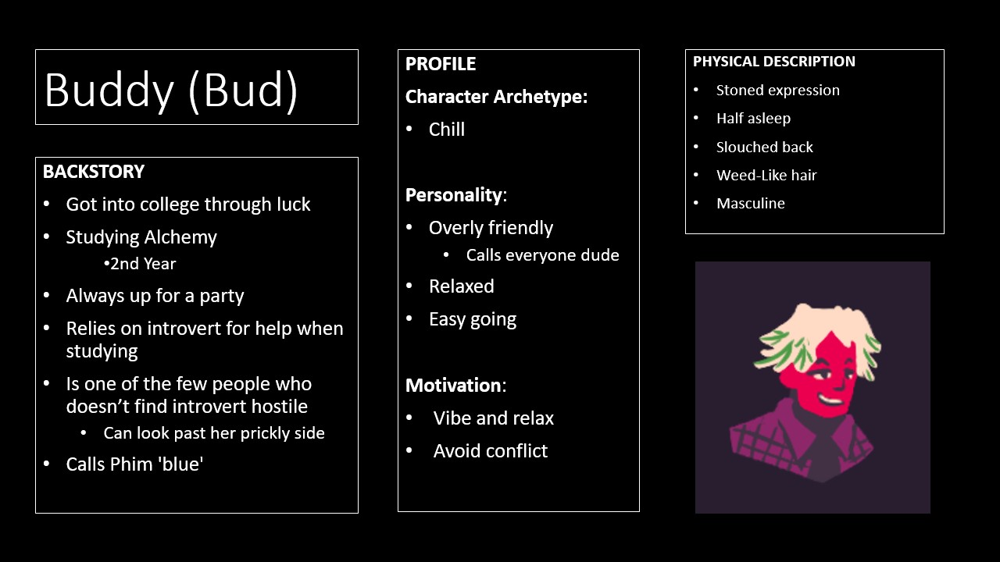 Buddy (Bud)
BACKSTORY
• Got into college through luck
• Studying Alchemy
•2nd Year
• Always up for a party
• Relies on introvert for help when
studying
• Is one of the few people who
doesn’t find introvert hostile
• Can look past her prickly side
• Calls Phim 'blue'
PROFILE
Character Archetype:
• Chill
Personality:
• Overly friendly
• Calls everyone dude
• Relaxed
• Easy going
Motivation:
• Vibe and relax
• Avoid conflict
PHYSICAL DESCRIPTION
• Stoned expression
• Half asleep
• Slouched back
• Weed-Like hair
• Masculine